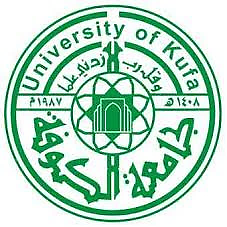 University of Kufa
وقل رب زدني علما
١٩٨٧م
١٤٠٨هـ
جامعة الكوفة